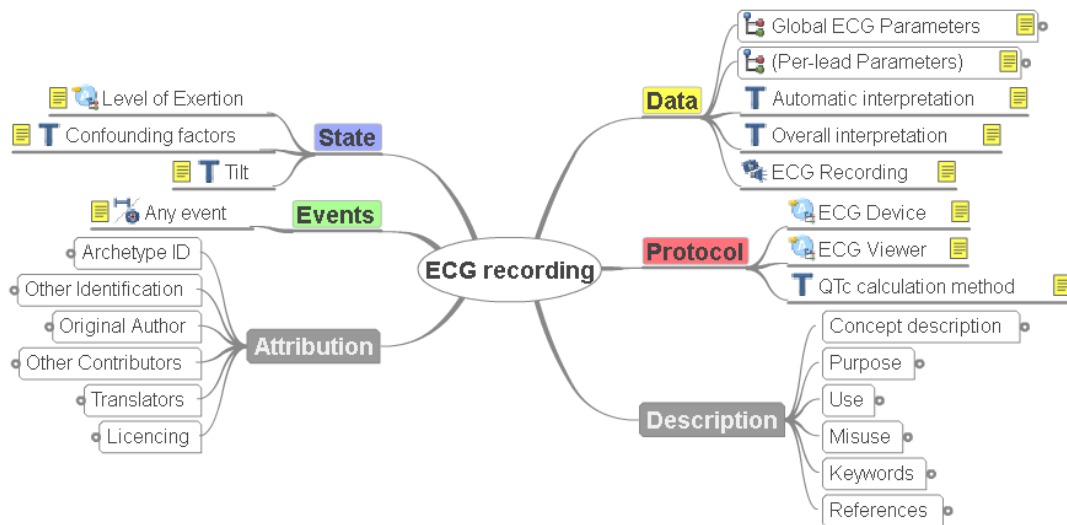 ECG recording
Data
Global ECG Parameters
(Per-lead Parameters)
Automatic interpretation
Overall interpretation
ECG Recording
Protocol
ECG Device
ECG Viewer
QTc calculation method
Description
Concept description
Purpose
Use
Misuse
Keywords
References
State
Level of Exertion
Confounding factors
Tilt
Events
Any event
Attribution
Archetype ID
Other Identification
Original Author
Other Contributors
Translators
Licencing